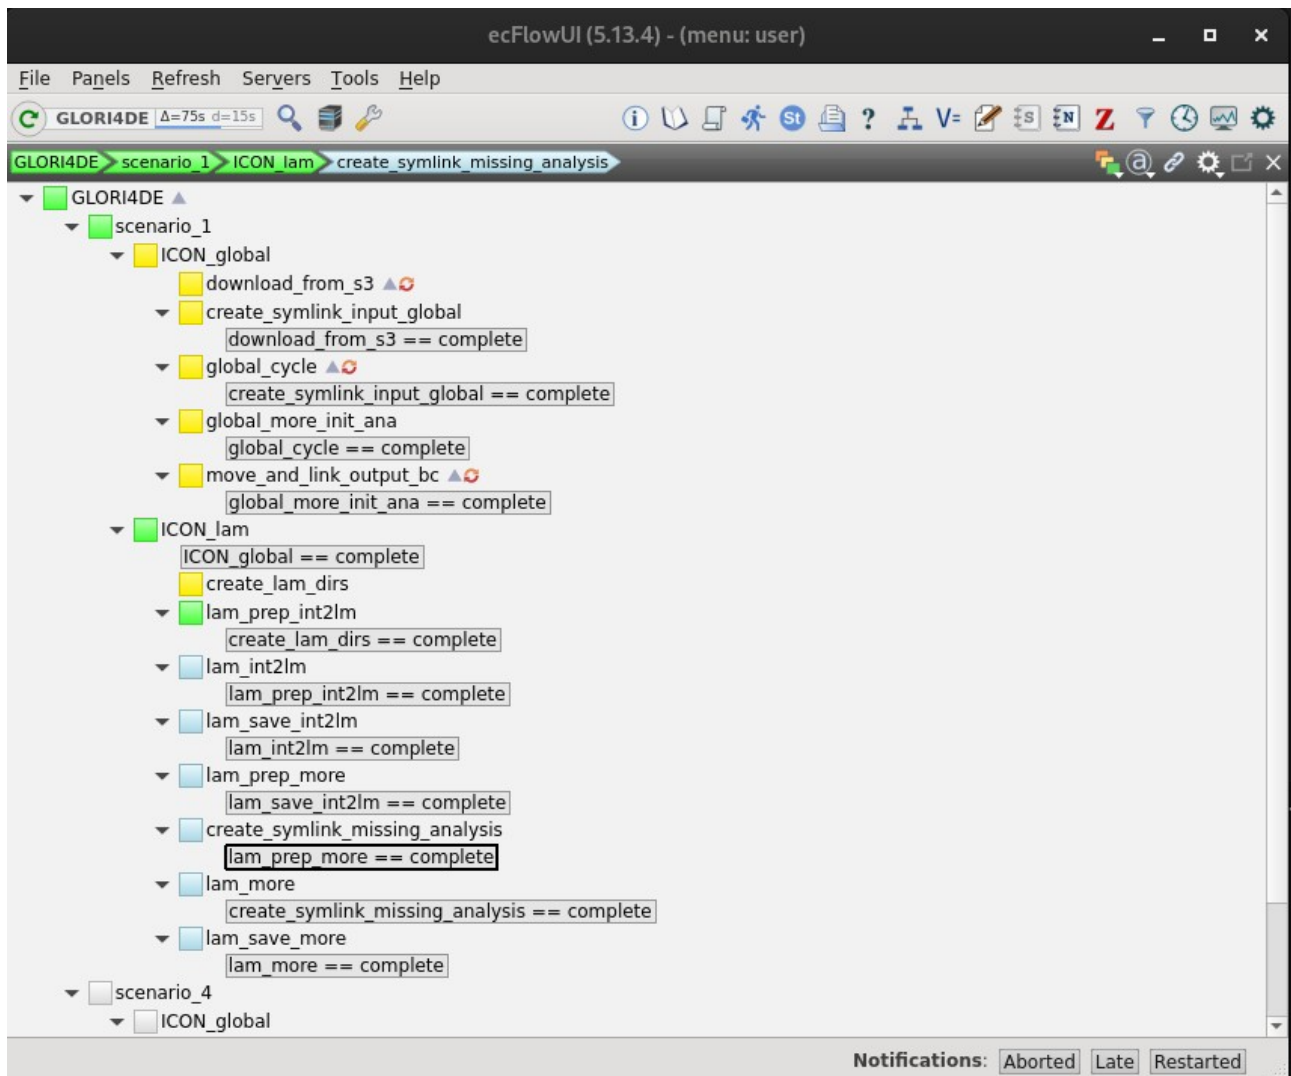 ecFlowUI (5.13.4) - (menu: user)
File Panels Refresh Servers Tools Help
GLORI4DE Δ=75s d=15s St ? V= S N Z
GLORI4DE scenario_1 ICON_lam create_symlink_missing_analysis @
GLORI4DE
scenario_1
ICON_global
download_from_s3
create_symlink_input_global
download_from_s3 == complete
global_cycle
create_symlink_input_global == complete
global_more_init_ana
global_cycle == complete
move_and_link_output_bc
global_more_init_ana == complete
ICON_lam
ICON_global == complete
create_lam_dirs
lam_prep_int2lm
create_lam_dirs == complete
lam_int2lm
lam_prep_int2lm == complete
lam_save_int2lm
lam_int2lm == complete
lam_prep_more
lam_save_int2lm == complete
create_symlink_missing_analysis
lam_prep_more == complete
lam_more
create_symlink_missing_analysis == complete
lam_save_more
lam_more == complete
scenario_4
ICON_global
Notifications: Aborted Late Restarted